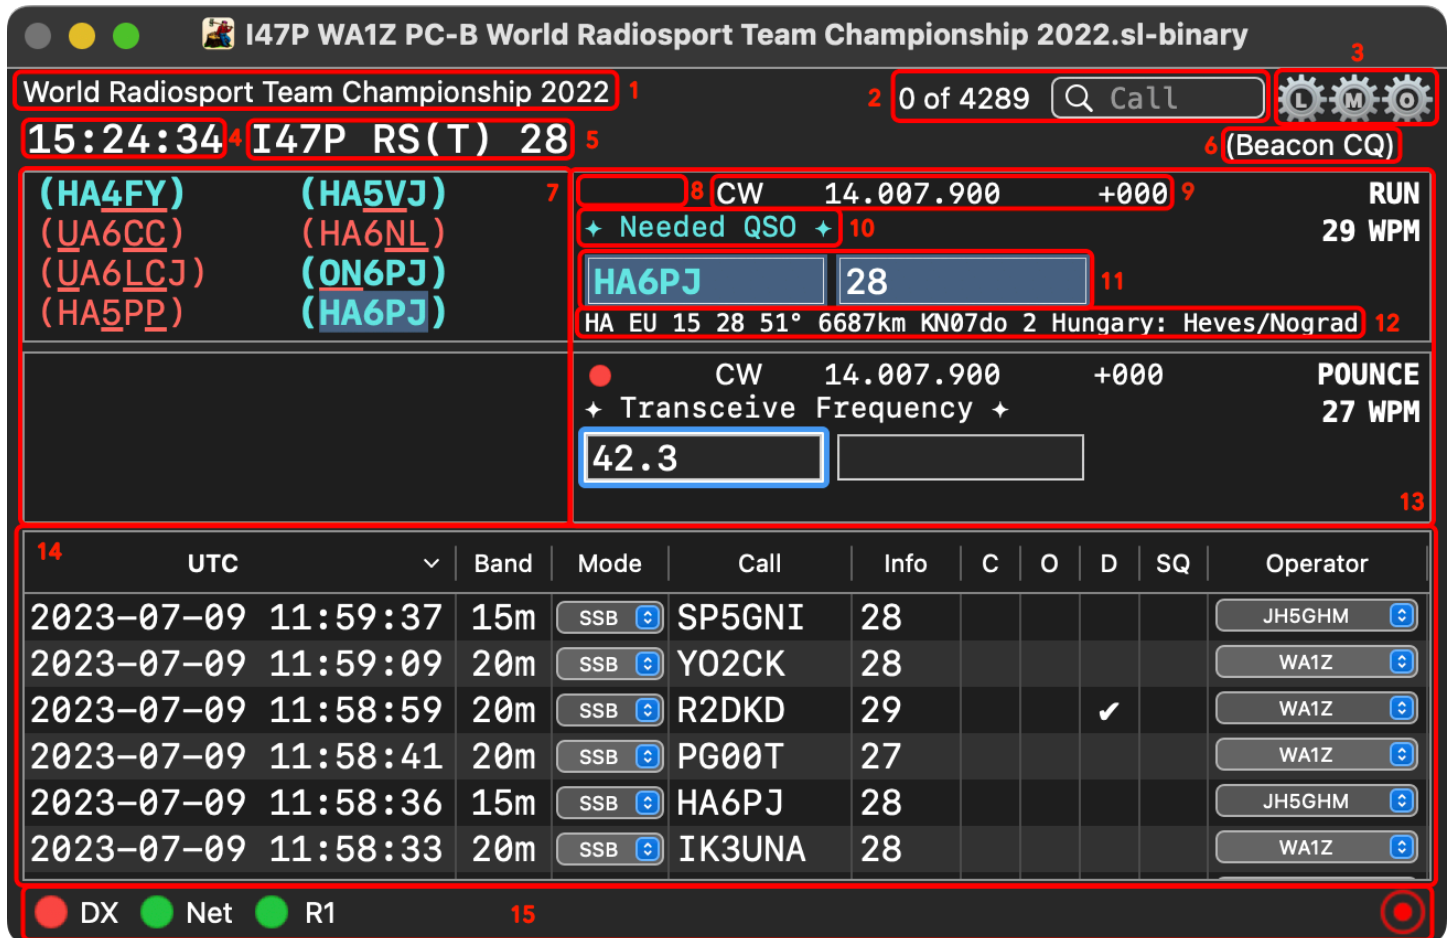 I47P WA1Z PC-B World Radiosport Team Championship 2022.sl-binary
3
World Radiosport Team Championship 2022 1 2 0 of 4289 Call L M O
15:24:34 4 I47P RS(T) 28 5 6 (Beacon CQ)
(HA4FY) (HA5VJ) 7
(UA6CC) (HA6NL)
(UA6LCJ) (ON6PJ)
(HA5PP) (HA6PJ)
8 CW 14.007.900 +000 9 RUN
✦ Needed QSO ✦ 10 29 WPM
HA6PJ 28 11
HA EU 15 28 51° 6687km KN07do 2 Hungary: Heves/Nograd 12
CW 14.007.900 +000 POUNCE
✦ Transceive Frequency ✦ 27 WPM
42.3
13
14 UTC Band Mode Call Info C O D SQ Operator
2023-07-09 11:59:37 15m SSB SP5GNI 28 JH5GHM
2023-07-09 11:59:09 20m SSB YO2CK 28 WA1Z
2023-07-09 11:58:59 20m SSB R2DKD 29 ✔ WA1Z
2023-07-09 11:58:41 20m SSB PG00T 27 WA1Z
2023-07-09 11:58:36 15m SSB HA6PJ 28 JH5GHM
2023-07-09 11:58:33 20m SSB IK3UNA 28 WA1Z
DX Net R1 15